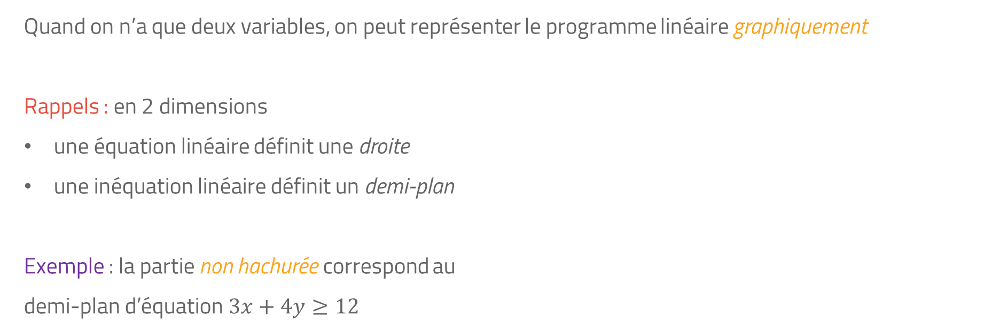 Quand on n’a que deux variables, on peut représenter le programme linéaire graphiquement
Rappels : en 2 dimensions
• une équation linéaire définit une droite
• une inéquation linéaire définit un demi-plan
Exemple : la partie non hachurée correspond au
demi-plan d’équation 3𝑥 + 4𝑦 ≥ 12